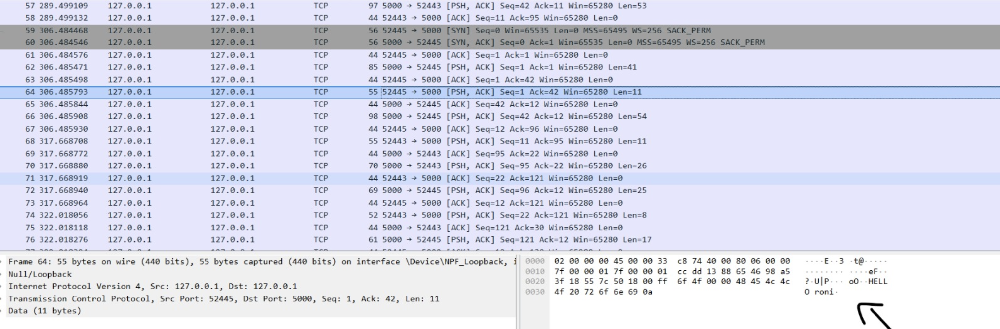 57 289.499109 127.0.0.1 127.0.0.1 TCP 97 5000 → 52443 [PSH, ACK] Seq=42 Ack=11 Win=65280 Len=53
58 289.499132 127.0.0.1 127.0.0.1 TCP 44 52443 → 5000 [ACK] Seq=11 Ack=95 Win=65280 Len=0
59 306.484468 127.0.0.1 127.0.0.1 TCP 56 52445 → 5000 [SYN] Seq=0 Win=65535 Len=0 MSS=65495 WS=256 SACK_PERM
60 306.484546 127.0.0.1 127.0.0.1 TCP 56 5000 → 52445 [SYN, ACK] Seq=0 Ack=1 Win=65535 Len=0 MSS=65495 WS=256 SACK_PERM
61 306.484576 127.0.0.1 127.0.0.1 TCP 44 52445 → 5000 [ACK] Seq=1 Ack=1 Win=65280 Len=0
62 306.485471 127.0.0.1 127.0.0.1 TCP 85 5000 → 52445 [PSH, ACK] Seq=1 Ack=1 Win=65280 Len=41
63 306.485498 127.0.0.1 127.0.0.1 TCP 44 52445 → 5000 [ACK] Seq=1 Ack=42 Win=65280 Len=0
64 306.485793 127.0.0.1 127.0.0.1 TCP 55 52445 → 5000 [PSH, ACK] Seq=1 Ack=42 Win=65280 Len=11
65 306.485844 127.0.0.1 127.0.0.1 TCP 44 5000 → 52445 [ACK] Seq=42 Ack=12 Win=65280 Len=0
66 306.485908 127.0.0.1 127.0.0.1 TCP 98 5000 → 52445 [PSH, ACK] Seq=42 Ack=12 Win=65280 Len=54
67 306.485930 127.0.0.1 127.0.0.1 TCP 44 52445 → 5000 [ACK] Seq=12 Ack=96 Win=65280 Len=0
68 317.668708 127.0.0.1 127.0.0.1 TCP 55 52443 → 5000 [PSH, ACK] Seq=11 Ack=95 Win=65280 Len=11
69 317.668772 127.0.0.1 127.0.0.1 TCP 44 5000 → 52443 [ACK] Seq=95 Ack=22 Win=65280 Len=0
70 317.668880 127.0.0.1 127.0.0.1 TCP 70 5000 → 52443 [PSH, ACK] Seq=95 Ack=22 Win=65280 Len=26
71 317.668919 127.0.0.1 127.0.0.1 TCP 44 52443 → 5000 [ACK] Seq=22 Ack=121 Win=65280 Len=0
72 317.668940 127.0.0.1 127.0.0.1 TCP 69 5000 → 52445 [PSH, ACK] Seq=96 Ack=12 Win=65280 Len=25
73 317.668964 127.0.0.1 127.0.0.1 TCP 44 52445 → 5000 [ACK] Seq=12 Ack=121 Win=65280 Len=0
74 322.018056 127.0.0.1 127.0.0.1 TCP 52 52443 → 5000 [PSH, ACK] Seq=22 Ack=121 Win=65280 Len=8
75 322.018118 127.0.0.1 127.0.0.1 TCP 44 5000 → 52443 [ACK] Seq=121 Ack=30 Win=65280 Len=0
76 322.018276 127.0.0.1 127.0.0.1 TCP 61 5000 → 52445 [PSH, ACK] Seq=121 Ack=12 Win=65280 Len=17
Frame 64: 55 bytes on wire (440 bits), 55 bytes captured (440 bits) on interface \Device\NPF_Loopback,
Null/Loopback
Internet Protocol Version 4, Src: 127.0.0.1, Dst: 127.0.0.1
Transmission Control Protocol, Src Port: 52445, Dst Port: 5000, Seq: 1, Ack: 42, Len: 11
Data (11 bytes)
0000 02 00 00 00 45 00 00 33 c8 74 40 00 80 06 00 00 ····E··3 ·t@·····
0010 7f 00 00 01 7f 00 00 01 cc dd 13 88 65 46 98 a5 ········ ····eF··
0020 3f 18 55 7c 50 18 00 ff 6f 4f 00 00 48 45 4c 4c ?·U|P··· oO··HELL
0030 4f 20 72 6f 6e 69 0a O roni·